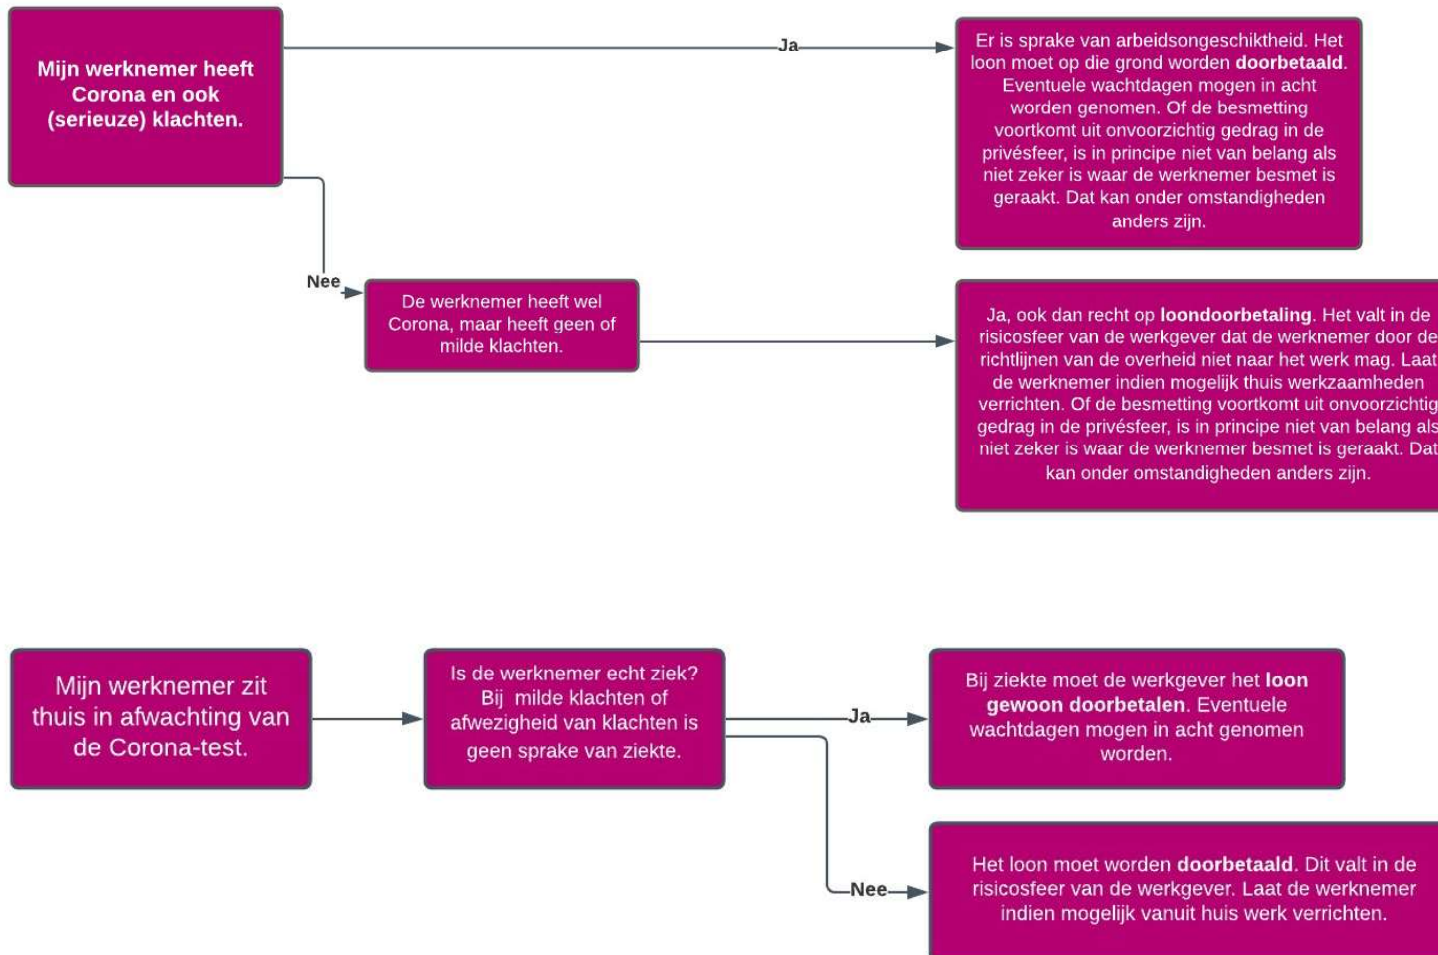 Mijn werknemer heeft
Corona en ook
(serieuze) klachten.
Ja
Er is sprake van arbeidsongeschiktheid. Het
loon moet op die grond worden doorbetaald.
Eventuele wachtdagen mogen in acht
worden genomen. Of de besmetting
voortkomt uit onvoorzichtig gedrag in de
privésfeer, is in principe niet van belang als
niet zeker is waar de werknemer besmet is
geraakt. Dat kan onder omstandigheden
anders zijn.
Nee
De werknemer heeft wel
Corona, maar heeft geen of
milde klachten.
Ja, ook dan recht op loondoorbetaling. Het valt in de
risicosfeer van de werkgever dat de werknemer door de
richtlijnen van de overheid niet naar het werk mag. Laat
de werknemer indien mogelijk thuis werkzaamheden
verrichten. Of de besmetting voortkomt uit onvoorzichtig
gedrag in de privésfeer, is in principe niet van belang als
niet zeker is waar de werknemer besmet is geraakt. Dat
kan onder omstandigheden anders zijn.
Mijn werknemer zit
thuis in afwachting van
de Corona-test.
Is de werknemer echt ziek?
Bij milde klachten of
afwezigheid van klachten is
geen sprake van ziekte.
Ja
Bij ziekte moet de werkgever het loon
gewoon doorbetalen. Eventuele
wachtdagen mogen in acht genomen
worden.
Nee
Het loon moet worden doorbetaald. Dit valt in de
risicosfeer van de werkgever. Laat de werknemer
indien mogelijk vanuit huis werk verrichten.